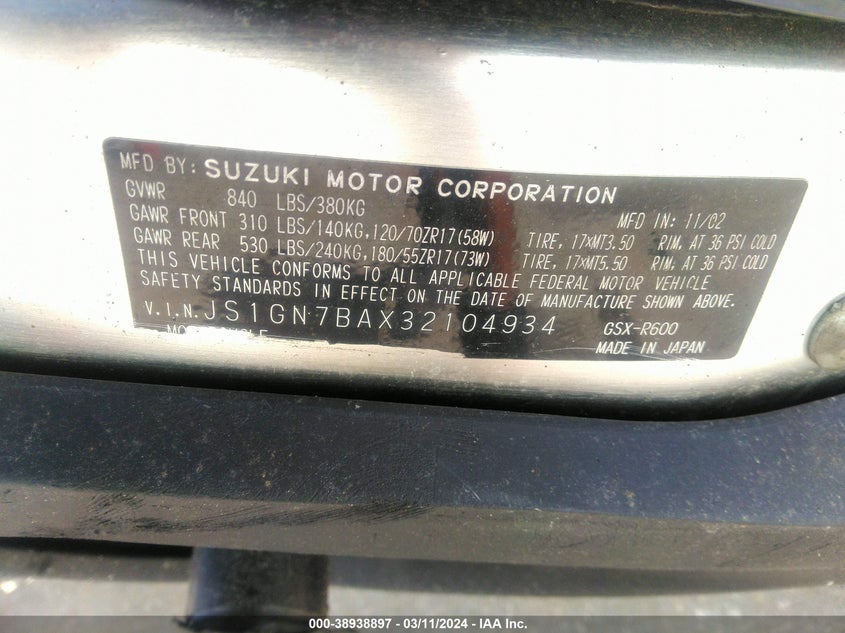 MFD BY: SUZUKI MOTOR CORPORATION
GVWR 840 LBS/380KG MFD IN: 11/02
GAWR FRONT 310 LBS/140KG,120/70ZR17(58W) TIRE, 17XMT3.50 RIM, AT 36 PSI COLD
GAWR REAR 530 LBS/240KG,180/55ZR17(73W) TIRE, 17XMT5.50 RIM, AT 36 PSI COLD
THIS VEHICLE CONFORMS TO ALL APPLICABLE FEDERAL MOTOR VEHICLE
SAFETY STANDARDS IN EFFECT ON THE DATE OF MANUFACTURE SHOWN ABOVE.
V.I.N. JS1GN7BAX32104934 GSX-R600
MADE IN JAPAN
000-38938897 - 03/11/2024 - IAA Inc.